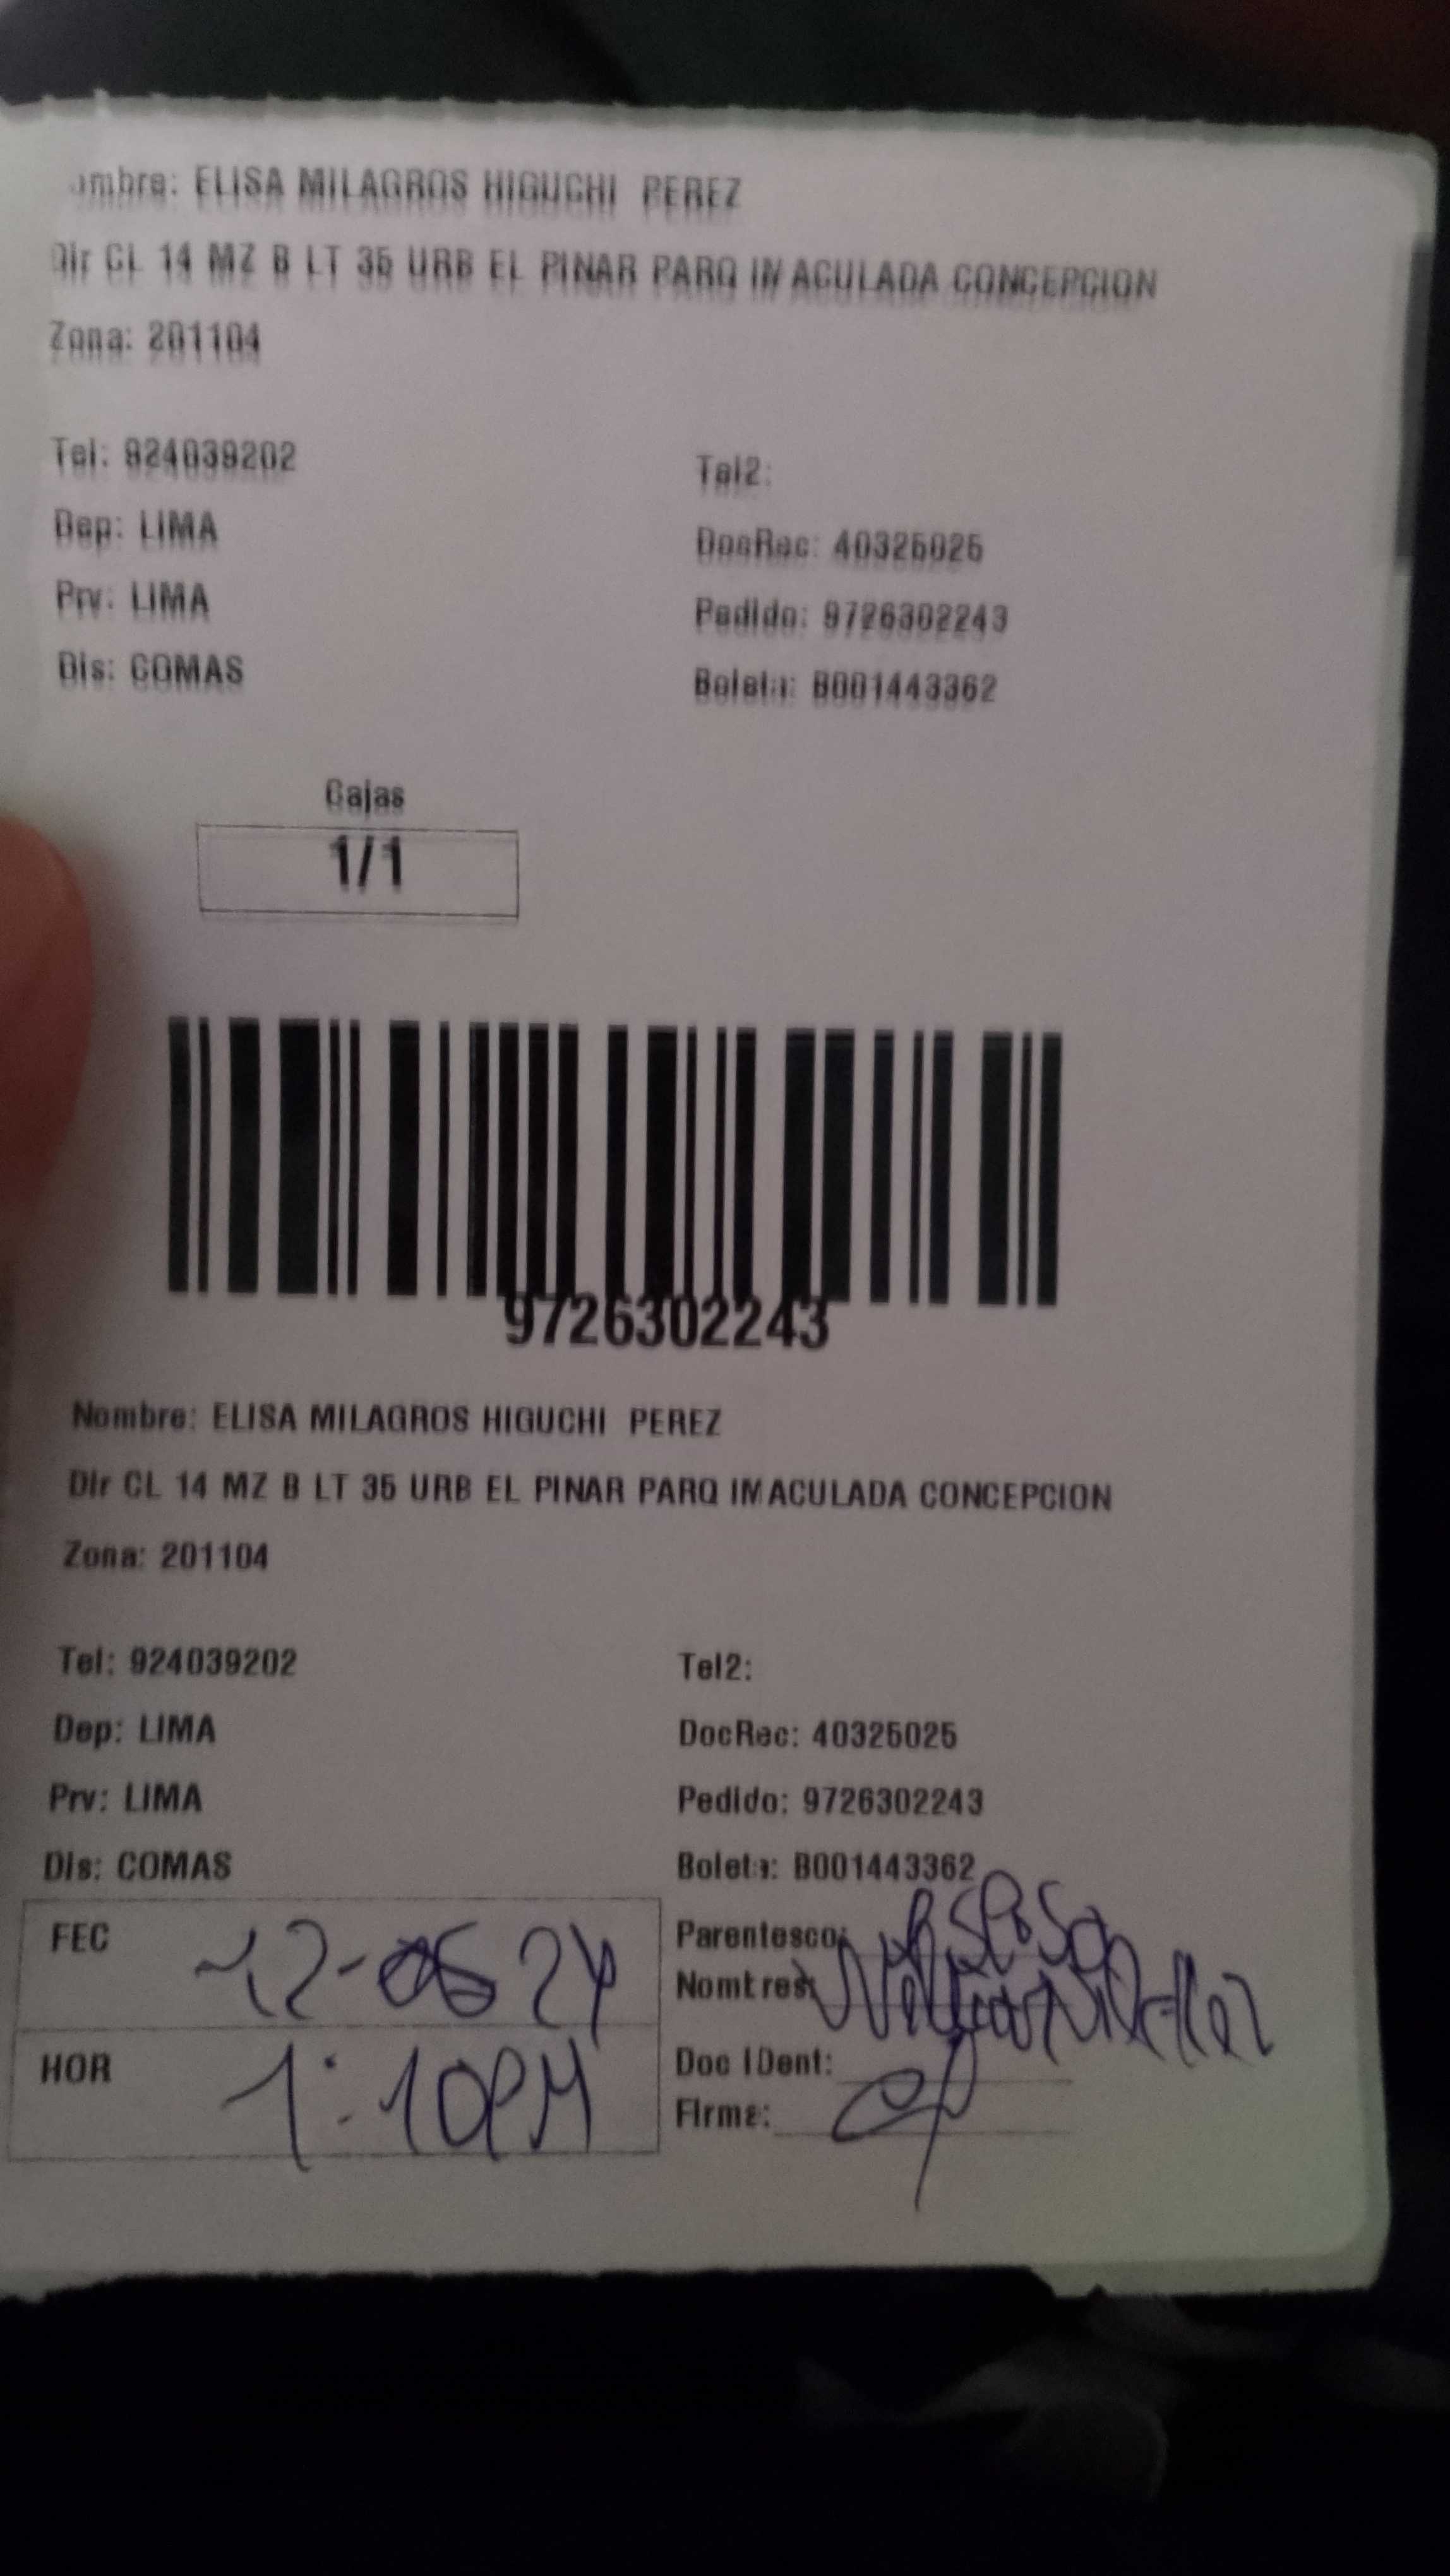 ombre: ELISA MILAGROS HIGUCHI PEREZ
Dir CL 14 MZ B LT 35 URB EL PINAR PARQ IMACULADA CONCEPCION
Zona: 201104
Tel: 924039202 Tel2:
Dep: LIMA DocRec: 40325025
Prv: LIMA Pedido: 9726302243
Dis: COMAS Boleta: B001443362
Cajas
1/1
9726302243
Nombre: ELISA MILAGROS HIGUCHI PEREZ
Dir CL 14 MZ B LT 35 URB EL PINAR PARQ IMACULADA CONCEPCION
Zona: 201104
Tel: 924039202 Tel2:
Dep: LIMA DocRec: 40325025
Prv: LIMA Pedido: 9726302243
Dis: COMAS Boleta: B001443362
FEC 12-06 24 Parentesco: esposo
Nombres:
HOR 1:10PM Doc IDent:
Firma: